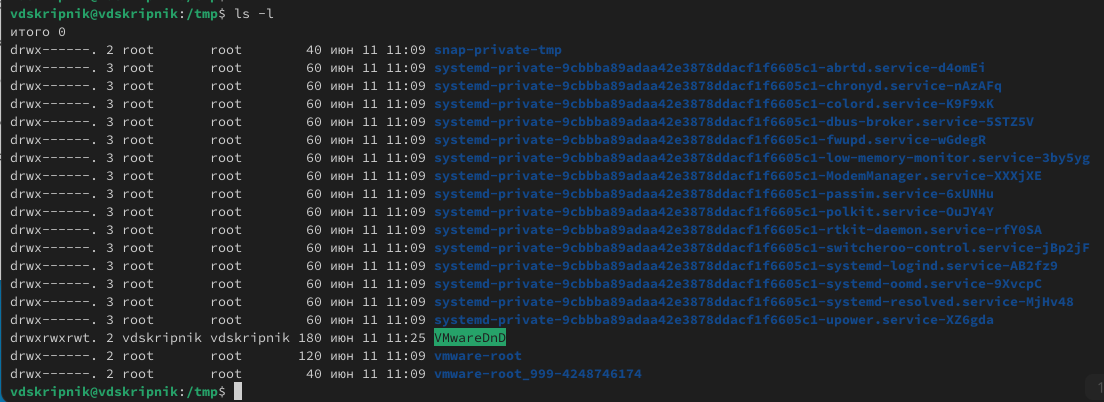 vdskripnik@vdskripnik:/tmp$ ls -l
итого 0
drwx------. 2 root       root        40 июн 11 11:09 snap-private-tmp
drwx------. 3 root       root        60 июн 11 11:09 systemd-private-9cbbba89adaa42e3878ddacf1f6605c1-abrtd.service-d4omEi
drwx------. 3 root       root        60 июн 11 11:09 systemd-private-9cbbba89adaa42e3878ddacf1f6605c1-chronyd.service-nAzAFq
drwx------. 3 root       root        60 июн 11 11:09 systemd-private-9cbbba89adaa42e3878ddacf1f6605c1-colord.service-K9F9xK
drwx------. 3 root       root        60 июн 11 11:09 systemd-private-9cbbba89adaa42e3878ddacf1f6605c1-dbus-broker.service-5STZ5V
drwx------. 3 root       root        60 июн 11 11:09 systemd-private-9cbbba89adaa42e3878ddacf1f6605c1-fwupd.service-wGdegR
drwx------. 3 root       root        60 июн 11 11:09 systemd-private-9cbbba89adaa42e3878ddacf1f6605c1-low-memory-monitor.service-3by5yg
drwx------. 3 root       root        60 июн 11 11:09 systemd-private-9cbbba89adaa42e3878ddacf1f6605c1-ModemManager.service-XXXjXE
drwx------. 3 root       root        60 июн 11 11:09 systemd-private-9cbbba89adaa42e3878ddacf1f6605c1-passim.service-6xUNHu
drwx------. 3 root       root        60 июн 11 11:09 systemd-private-9cbbba89adaa42e3878ddacf1f6605c1-polkit.service-OuJY4Y
drwx------. 3 root       root        60 июн 11 11:09 systemd-private-9cbbba89adaa42e3878ddacf1f6605c1-rtkit-daemon.service-rfY0SA
drwx------. 3 root       root        60 июн 11 11:09 systemd-private-9cbbba89adaa42e3878ddacf1f6605c1-switcheroo-control.service-jBp2jF
drwx------. 3 root       root        60 июн 11 11:09 systemd-private-9cbbba89adaa42e3878ddacf1f6605c1-systemd-logind.service-AB2fz9
drwx------. 3 root       root        60 июн 11 11:09 systemd-private-9cbbba89adaa42e3878ddacf1f6605c1-systemd-oomd.service-9XvcpC
drwx------. 3 root       root        60 июн 11 11:09 systemd-private-9cbbba89adaa42e3878ddacf1f6605c1-systemd-resolved.service-MjHv48
drwx------. 3 root       root        60 июн 11 11:09 systemd-private-9cbbba89adaa42e3878ddacf1f6605c1-upower.service-XZ6gda
drwxrwxrwt. 2 vdskripnik vdskripnik 180 июн 11 11:25 VMwareDnD
drwx------. 2 root       root       120 июн 11 11:09 vmware-root
drwx------. 2 root       root        40 июн 11 11:09 vmware-root_999-4248746174
vdskripnik@vdskripnik:/tmp$
1